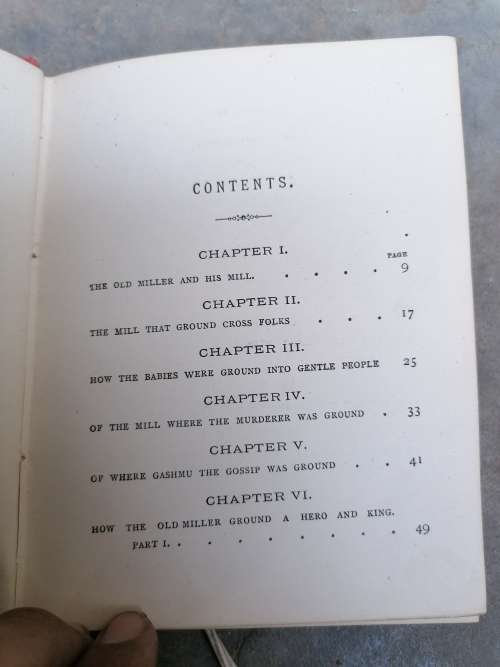 CONTENTS.
CHAPTER I.
PAGE
THE OLD MILLER AND HIS MILL. . . . . 9
CHAPTER II.
THE MILL THAT GROUND CROSS FOLKS . . . 17
CHAPTER III.
HOW THE BABIES WERE GROUND INTO GENTLE PEOPLE 25
CHAPTER IV.
OF THE MILL WHERE THE MURDERER WAS GROUND . 33
CHAPTER V.
OF WHERE GASHMU THE GOSSIP WAS GROUND . . 41
CHAPTER VI.
HOW THE OLD MILLER GROUND A HERO AND KING.
PART I. . . . . . . . 49